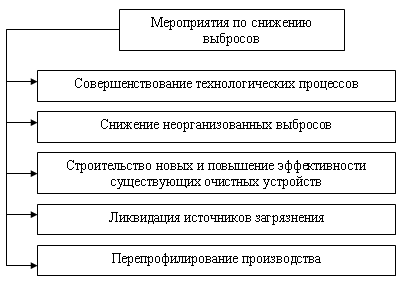 Мероприятия по снижению
выбросов
Совершенствование технологических процессов
Снижение неорганизованных выбросов
Строительство новых и повышение эффективности
существующих очистных устройств
Ликвидация источников загрязнения
Перепрофилирование производства